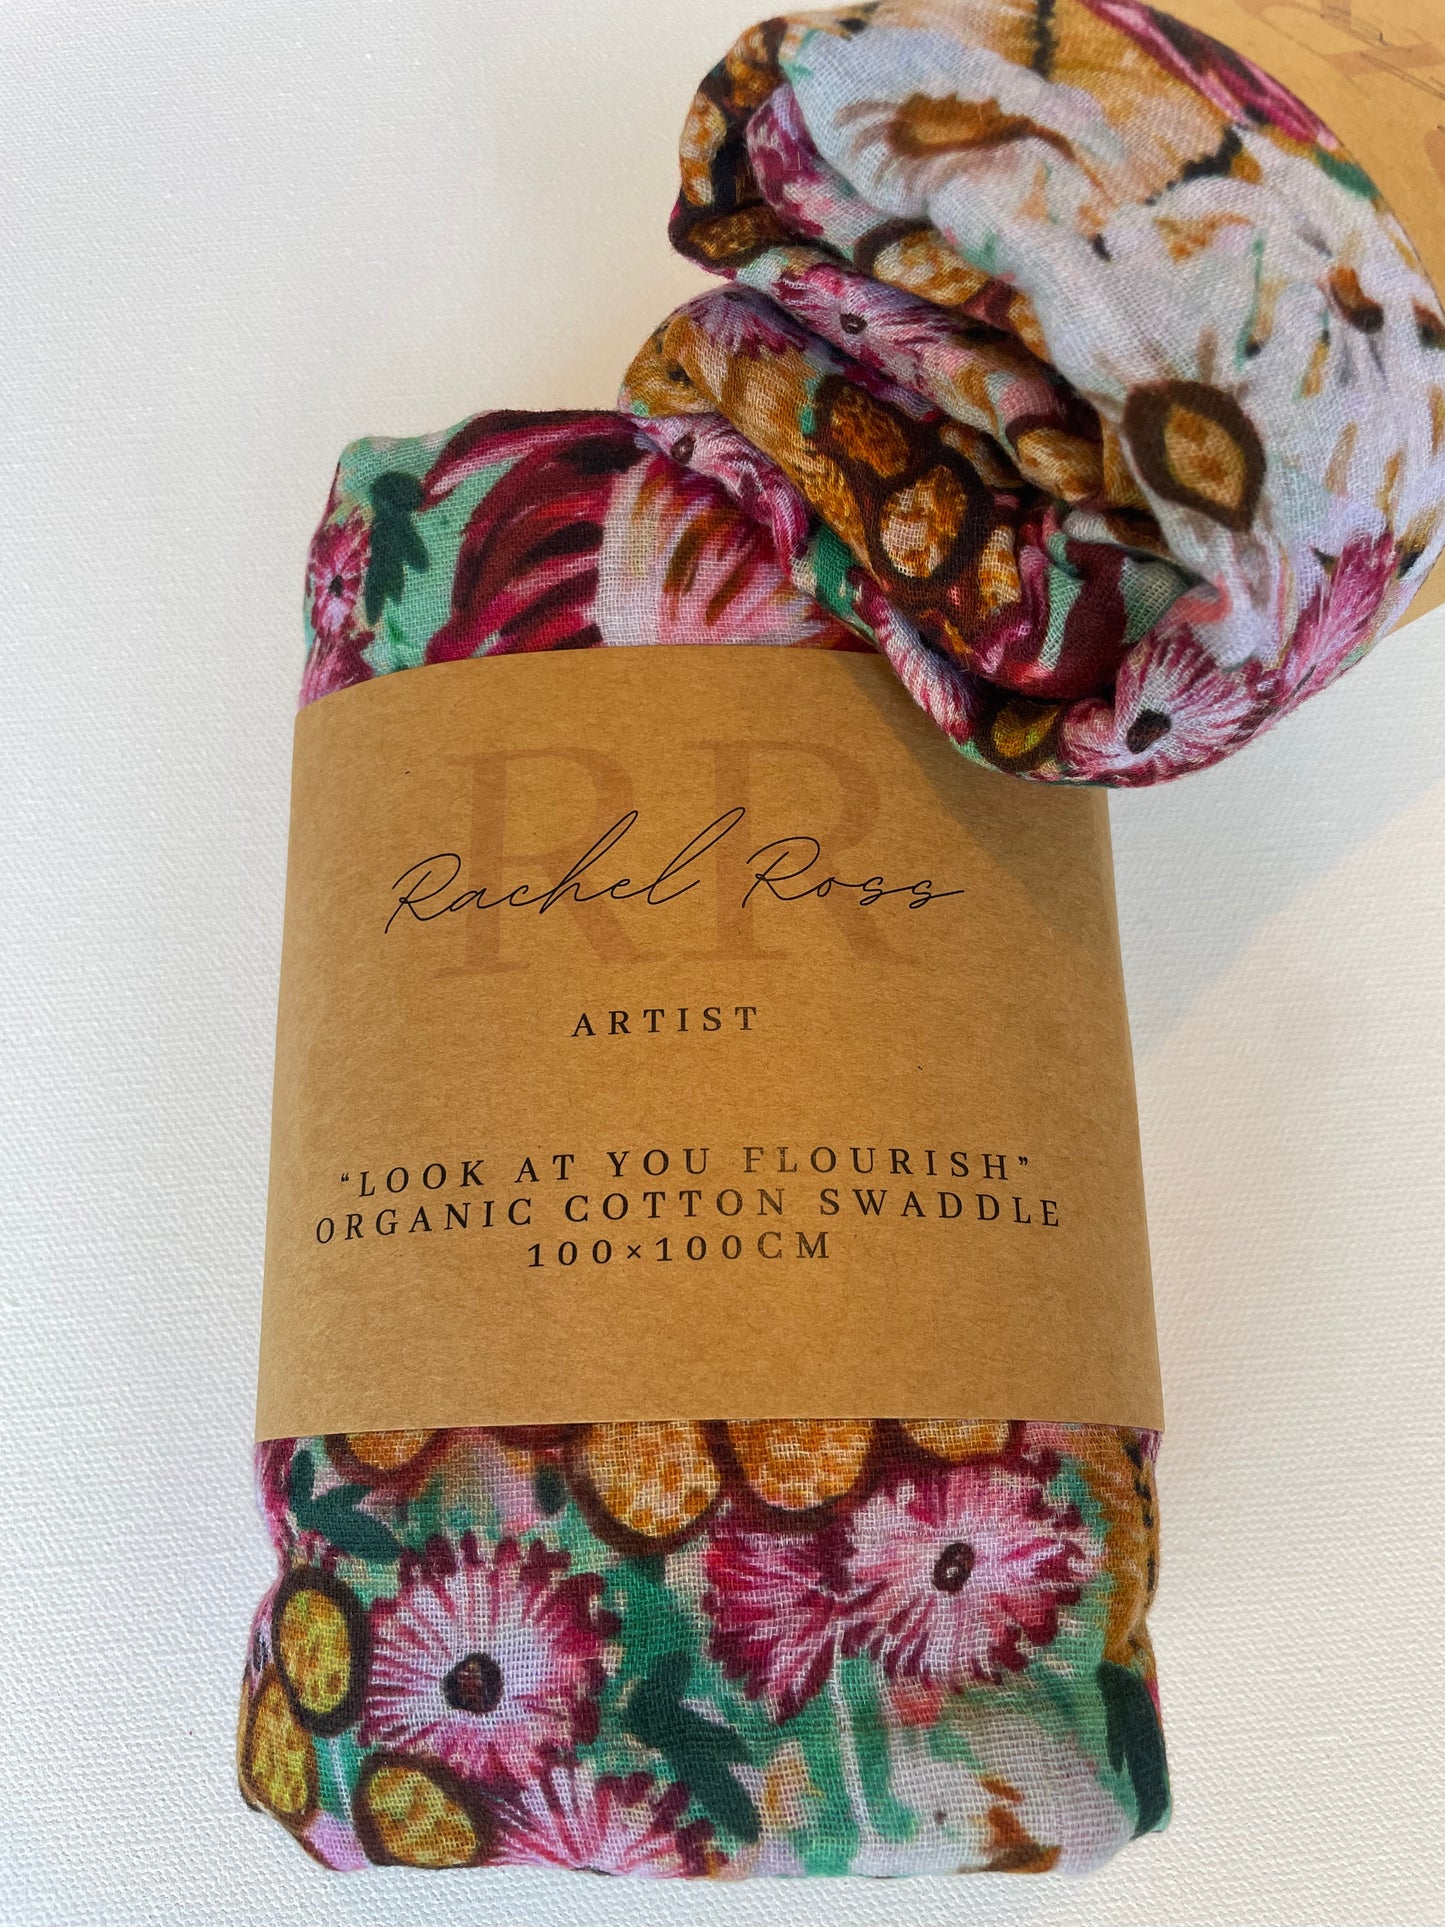 RR
Rachel Ross
ARTIST
“LOOK AT YOU FLOURISH”
ORGANIC COTTON SWADDLE
100×100CM